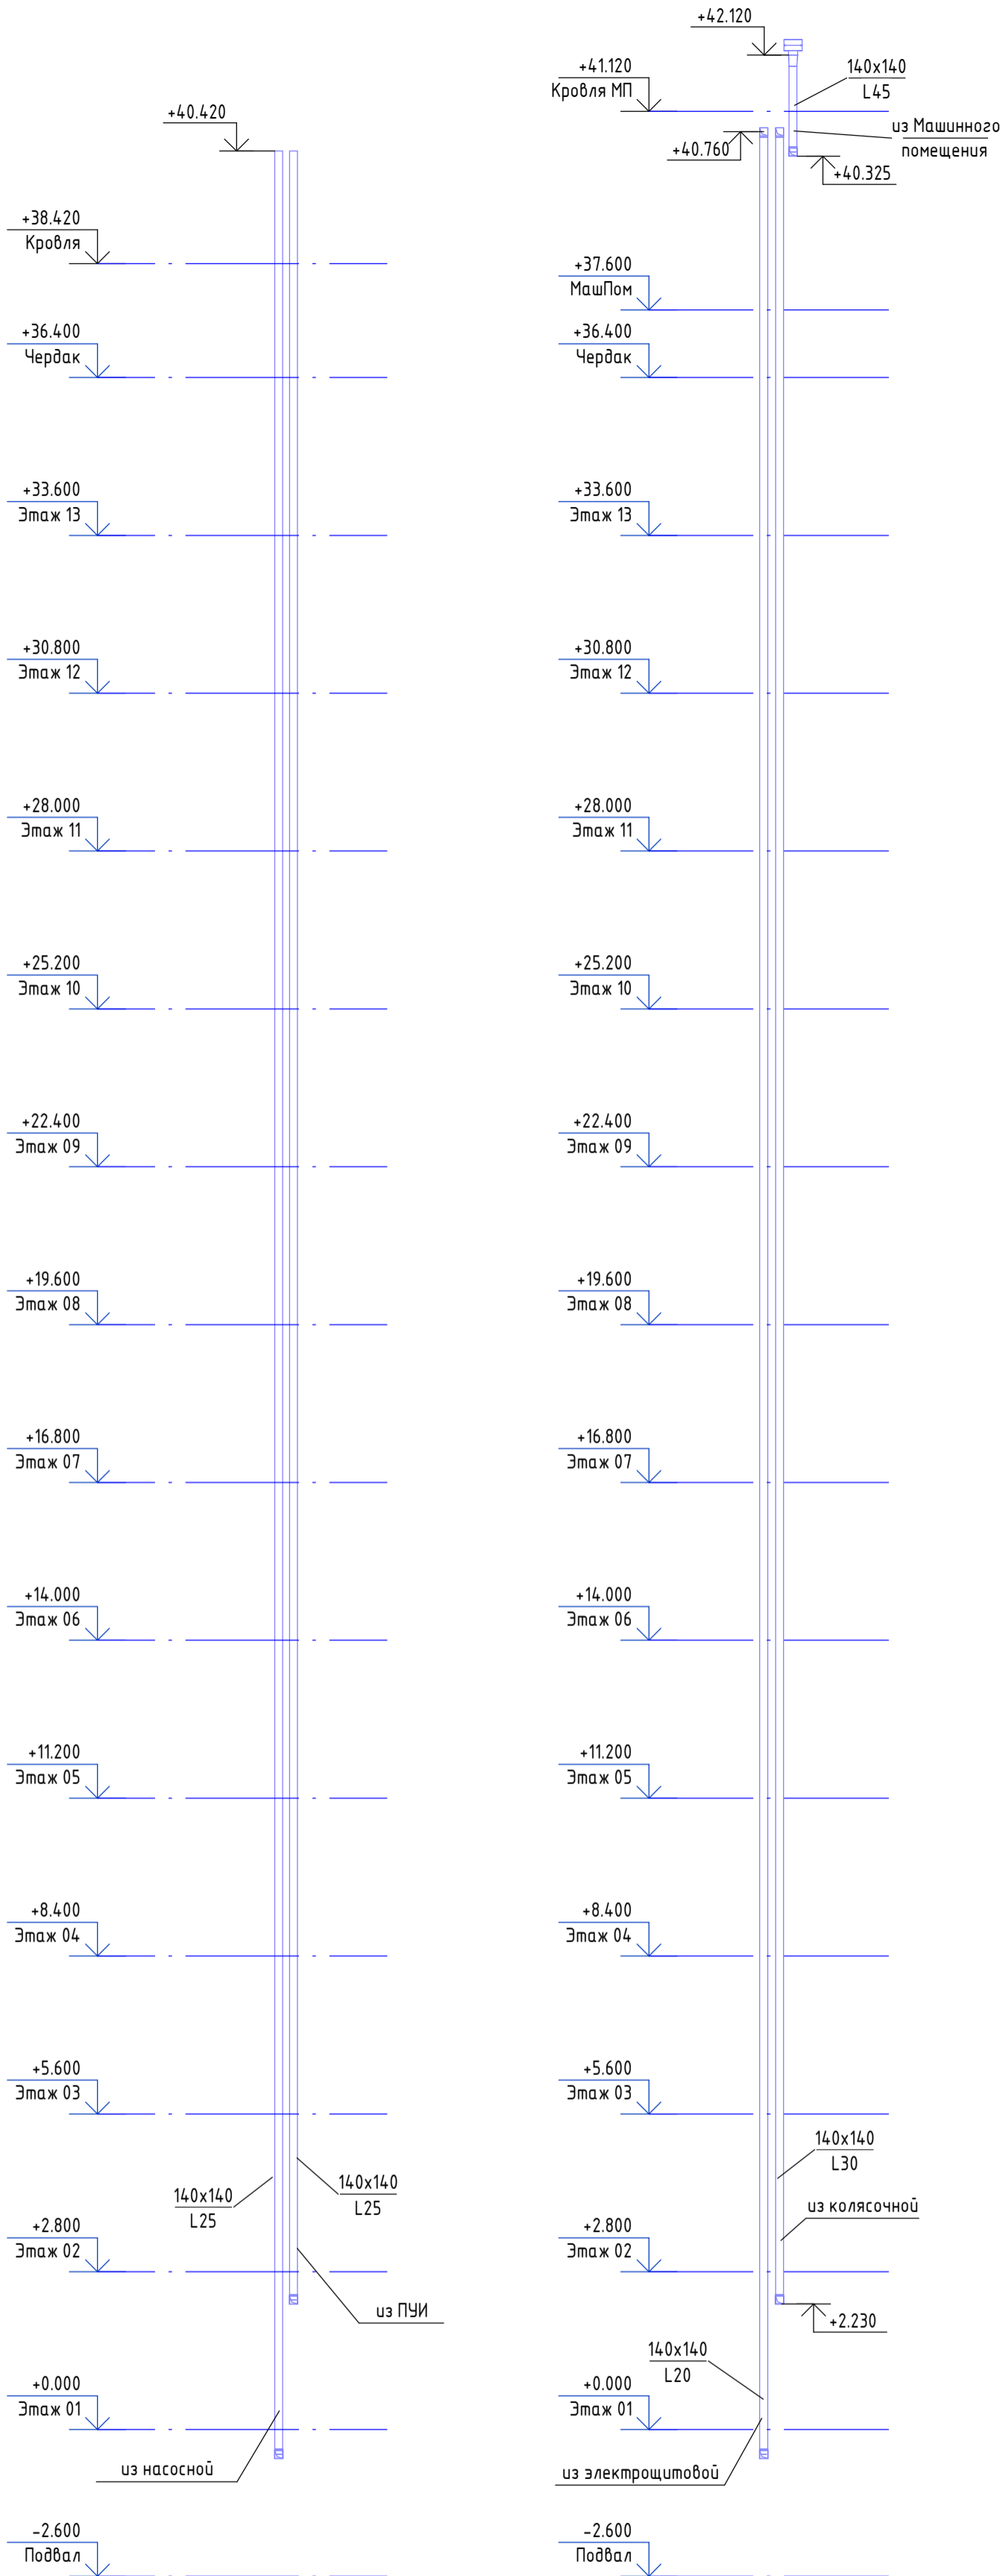 +40.420
+38.420
Кровля
+36.400
Чердак
+33.600
Этаж 13
+30.800
Этаж 12
+28.000
Этаж 11
+25.200
Этаж 10
+22.400
Этаж 09
+19.600
Этаж 08
+16.800
Этаж 07
+14.000
Этаж 06
+11.200
Этаж 05
+8.400
Этаж 04
+5.600
Этаж 03
140x140
L25
140x140
L25
+2.800
Этаж 02
из ПУИ
+0.000
Этаж 01
из насосной
-2.600
Подвал
+42.120
+41.120
Кровля МП
140x140
L45
из Машинного
помещения
+40.760
+40.325
+37.600
МашПом
+36.400
Чердак
+33.600
Этаж 13
+30.800
Этаж 12
+28.000
Этаж 11
+25.200
Этаж 10
+22.400
Этаж 09
+19.600
Этаж 08
+16.800
Этаж 07
+14.000
Этаж 06
+11.200
Этаж 05
+8.400
Этаж 04
+5.600
Этаж 03
140x140
L30
из колясочной
+2.800
Этаж 02
+2.230
140x140
L20
+0.000
Этаж 01
из электрощитовой
-2.600
Подвал